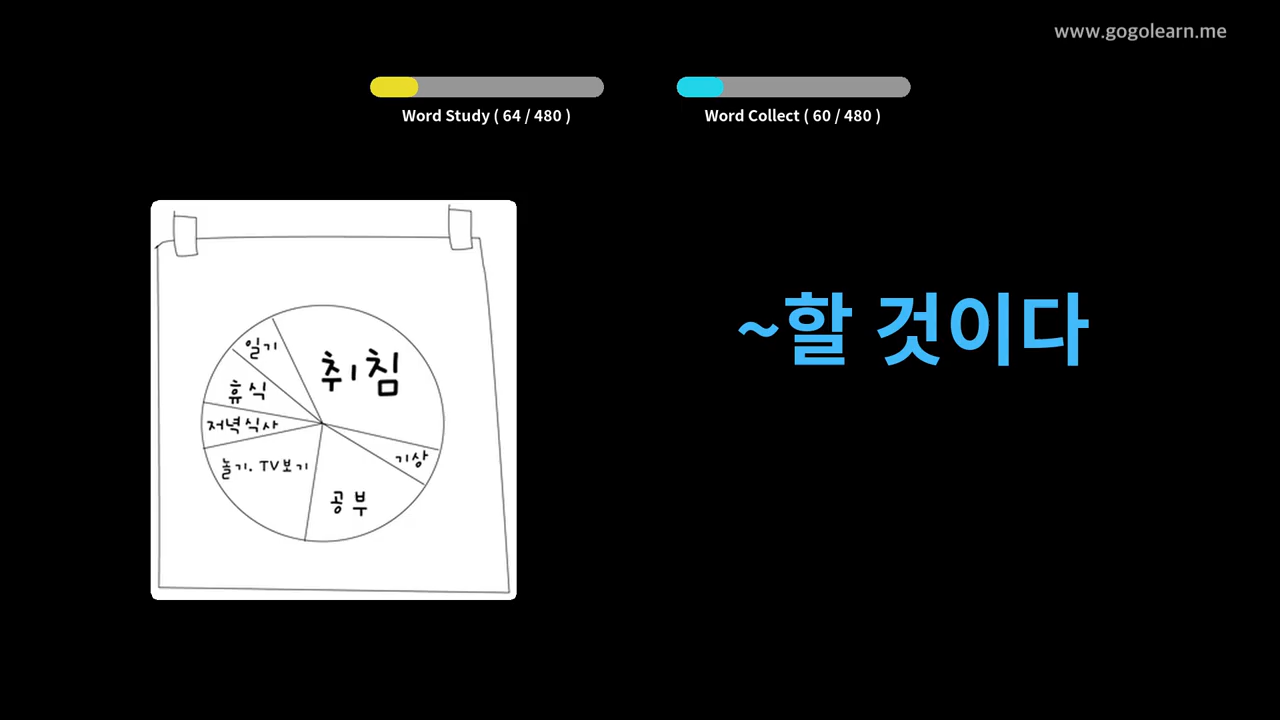 www.gogolearn.me
Word Study ( 64 / 480 )
Word Collect ( 60 / 480 )
일기
취침
휴식
저녁식사
놀기. TV보기
기상
공부
~할 것이다